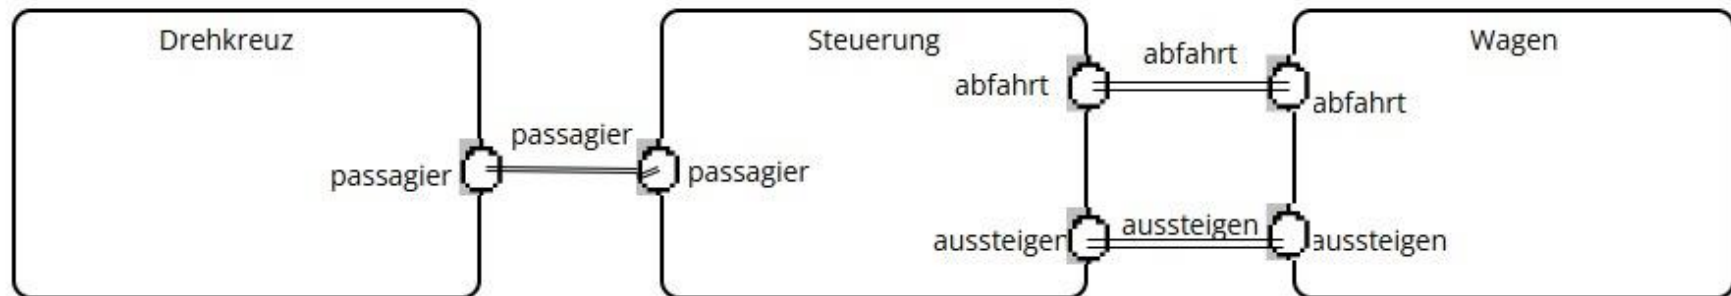 Drehkreuz
passagier
passagier
Steuerung
passagier
abfahrt
aussteigen
abfahrt
aussteigen
Wagen
abfahrt
aussteigen